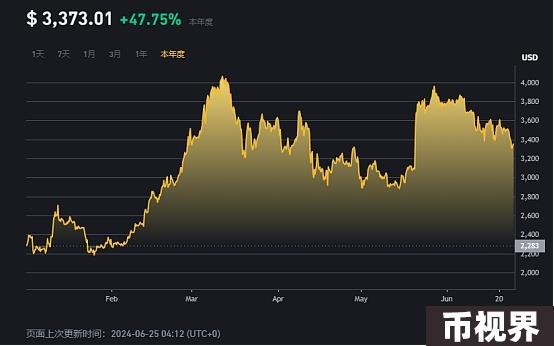 $ 3,373.01 +47.75% 本年度
1天 7天 1月 3月 1年 本年度
USD
4,000
3,800
3,600
3,400
3,200
3,000
2,800
2,600
2,400
2,283
2,200
2,000
Feb Mar Apr May Jun 20
页面上次更新时间：2024-06-25 04:12 (UTC+0)
币视界